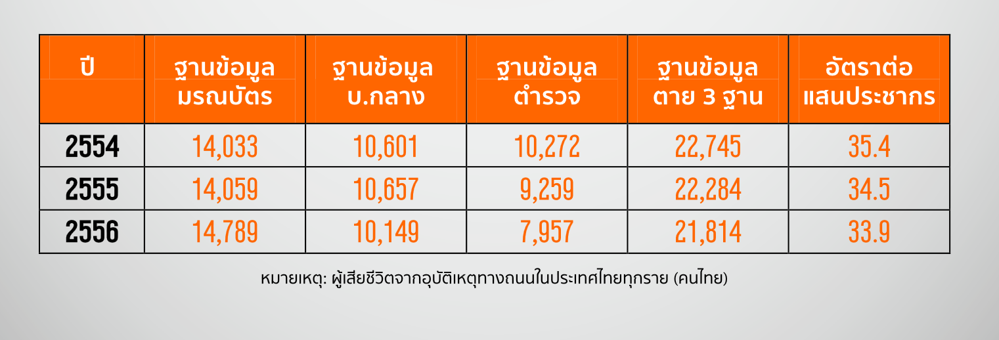 ปี ฐานข้อมูล ฐานข้อมูล ฐานข้อมูล ฐานข้อมูล อัตราต่อ
มรณบัตร บ.กลาง ตำรวจ ตาย 3 ฐาน แสนประชากร
2554 14,033 10,601 10,272 22,745 35.4
2555 14,059 10,657 9,259 22,284 34.5
2556 14,789 10,149 7,957 21,814 33.9
หมายเหตุ: ผู้เสียชีวิตจากอุบัติเหตุทางถนนในประเทศไทยทุกราย (คนไทย)